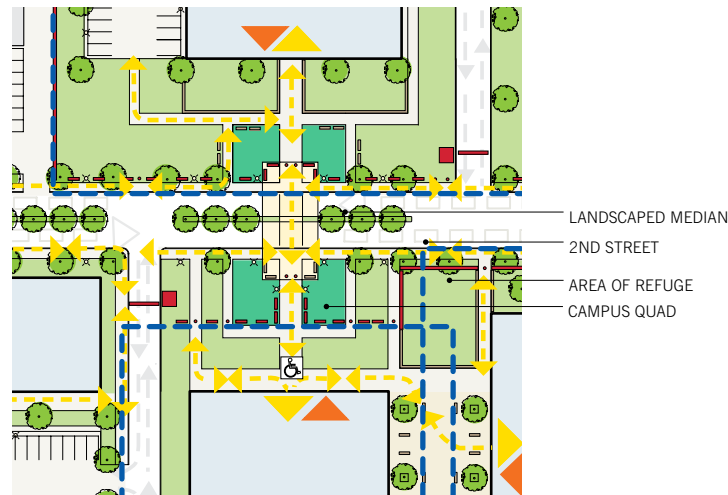 LANDSCAPED MEDIAN
2ND STREET
AREA OF REFUGE
CAMPUS QUAD